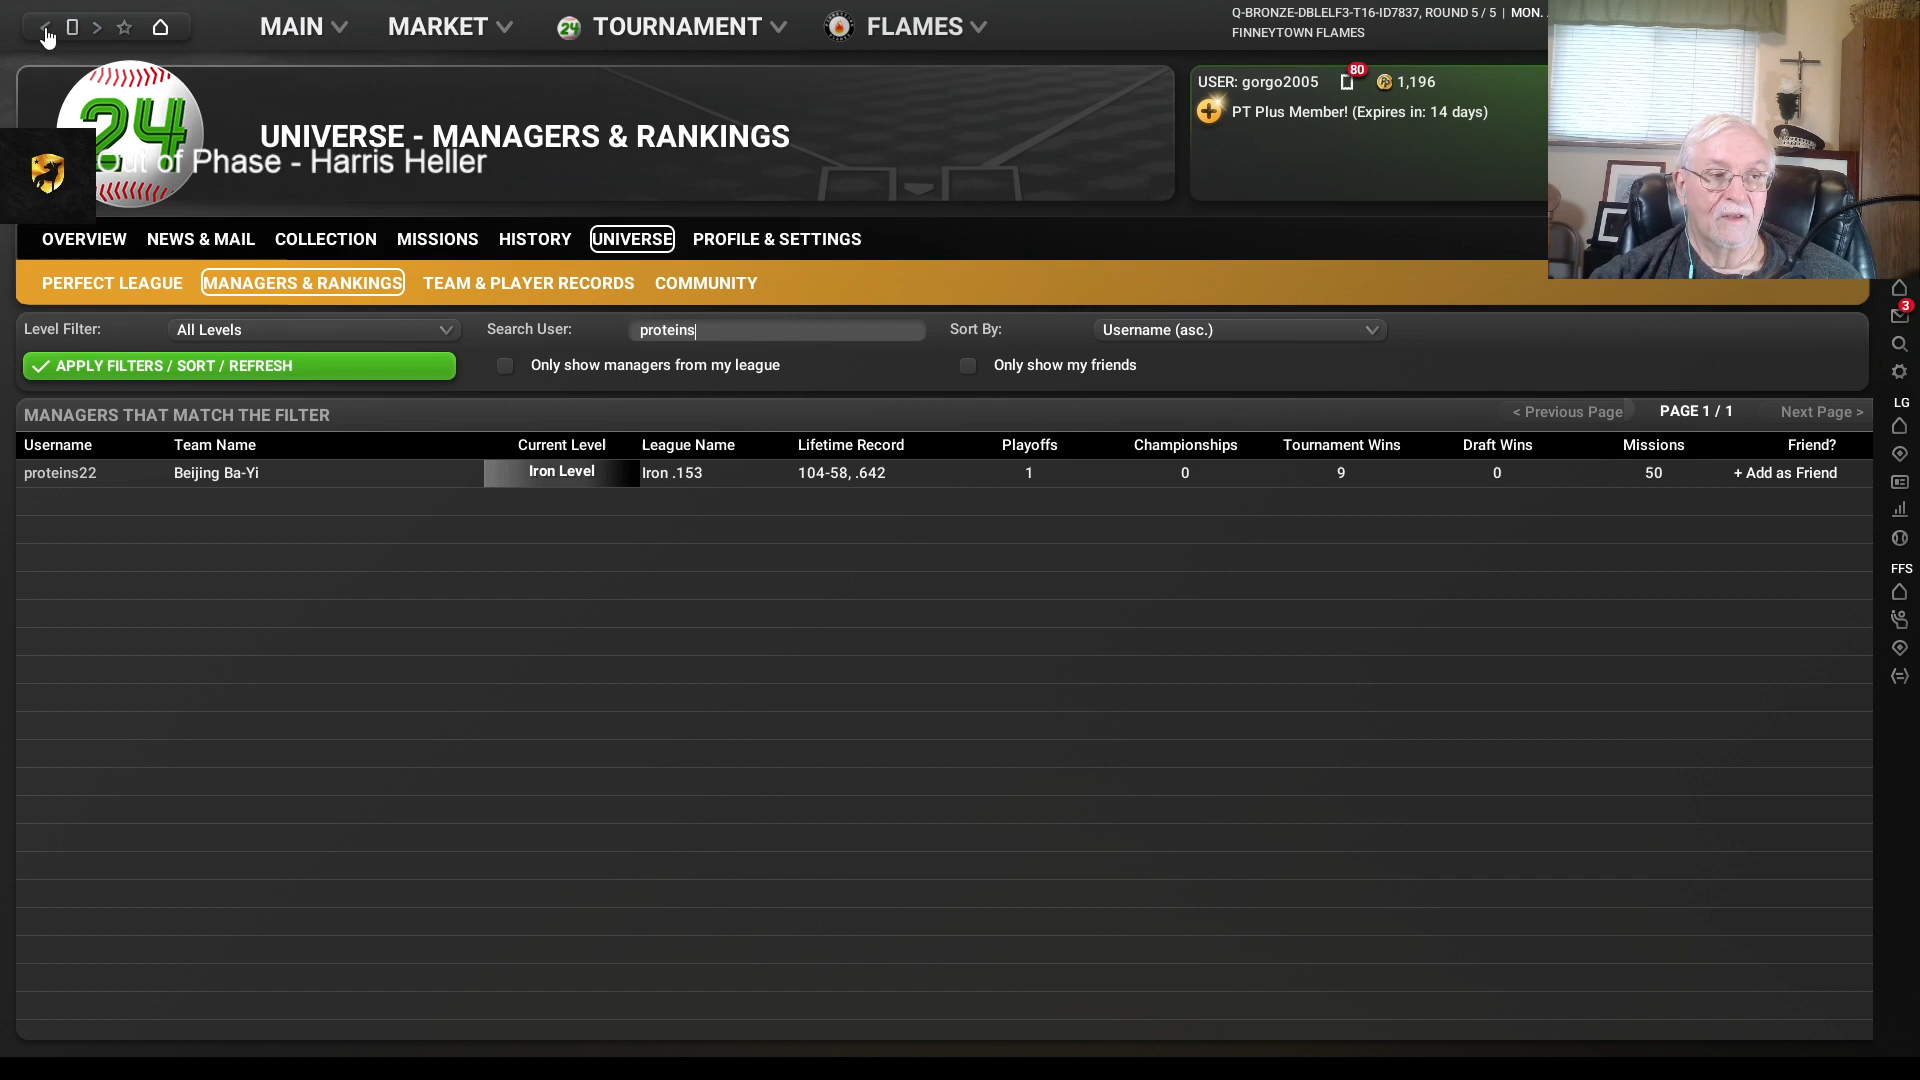 MAIN
MARKET
24 TOURNAMENT
FLAMES
Q-BRONZE-DBLELF3-T16-ID7837, ROUND 5 / 5 | MON.
FINNEYTOWN FLAMES
24
UNIVERSE - MANAGERS & RANKINGS
Out of Phase - Harris Heller
USER: gorgo2005 80 1,196
PT Plus Member! (Expires in: 14 days)
OVERVIEW NEWS & MAIL COLLECTION MISSIONS HISTORY UNIVERSE PROFILE & SETTINGS
PERFECT LEAGUE MANAGERS & RANKINGS TEAM & PLAYER RECORDS COMMUNITY
Level Filter: All Levels Search User: proteins Sort By: Username (asc.)
APPLY FILTERS / SORT / REFRESH Only show managers from my league Only show my friends
MANAGERS THAT MATCH THE FILTER < Previous Page PAGE 1 / 1 Next Page >
Username Team Name Current Level League Name Lifetime Record Playoffs Championships Tournament Wins Draft Wins Missions Friend?
proteins22 Beijing Ba-Yi Iron Level Iron .153 104-58, .642 1 0 9 0 50 + Add as Friend
3
LG
FFS